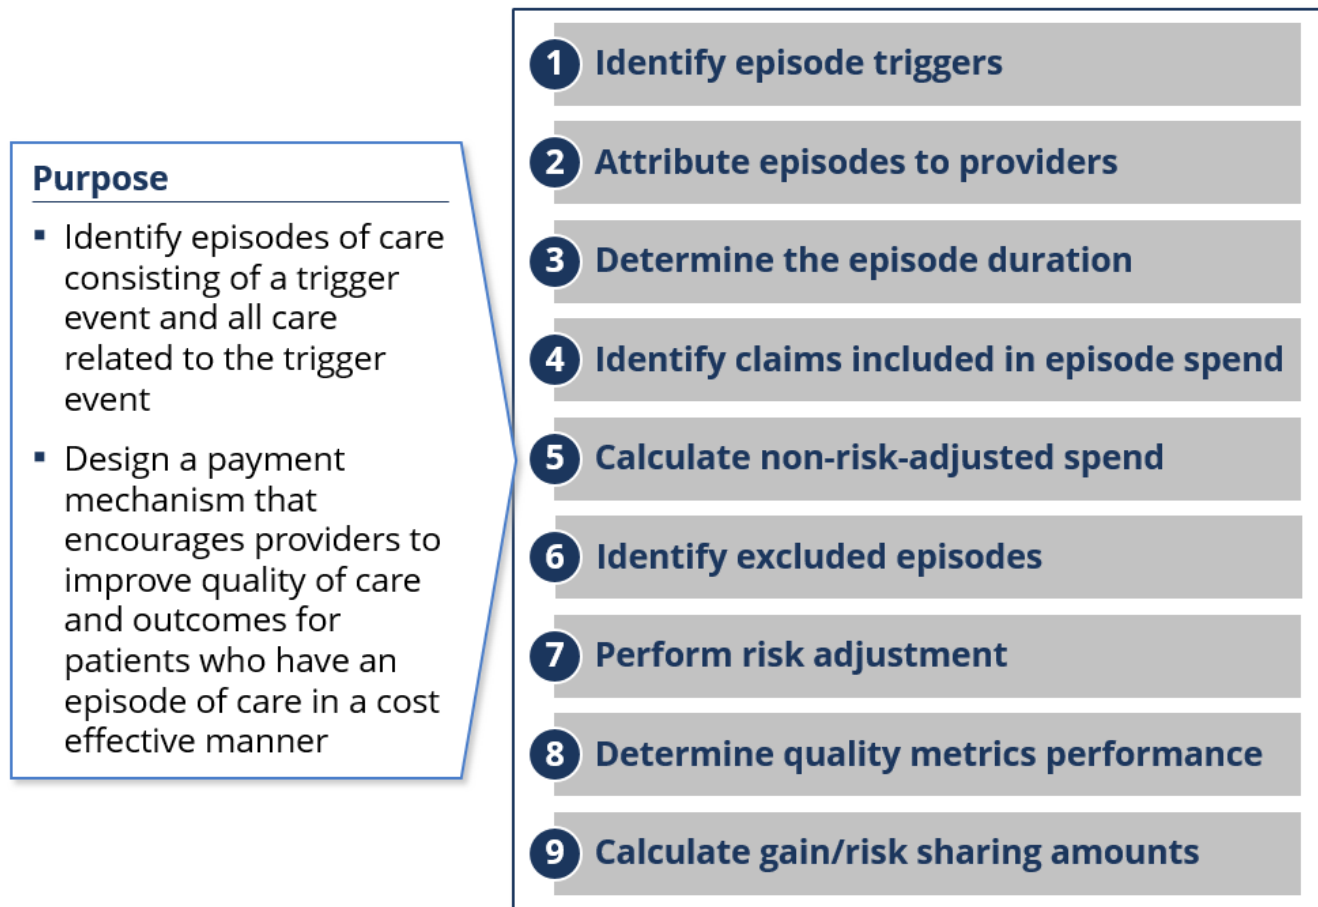 Purpose
▪ Identify episodes of care
consisting of a trigger
event and all care
related to the trigger
event
▪ Design a payment
mechanism that
encourages providers to
improve quality of care
and outcomes for
patients who have an
episode of care in a cost
effective manner
1 Identify episode triggers
2 Attribute episodes to providers
3 Determine the episode duration
4 Identify claims included in episode spend
5 Calculate non-risk-adjusted spend
6 Identify excluded episodes
7 Perform risk adjustment
8 Determine quality metrics performance
9 Calculate gain/risk sharing amounts